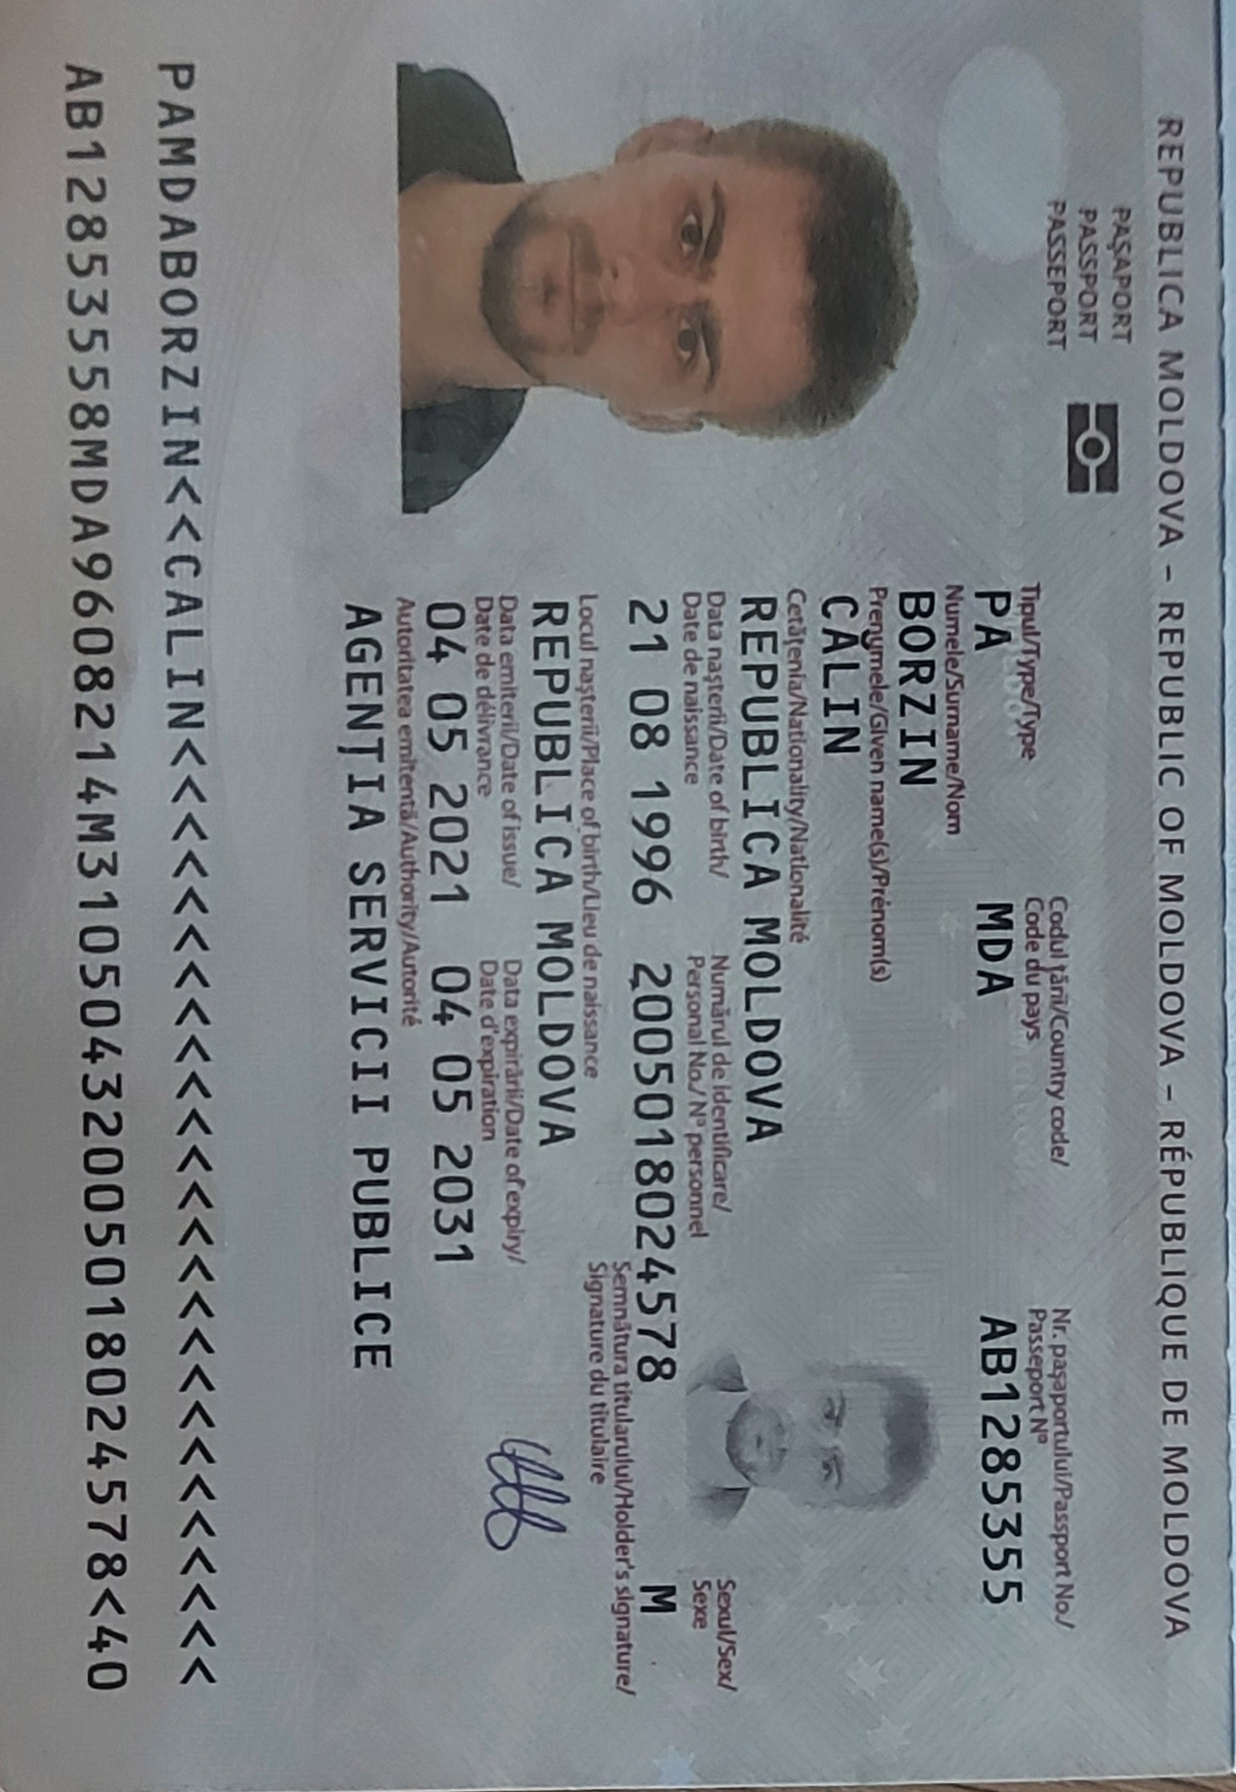 REPUBLICA MOLDOVA – REPUBLIC OF MOLDOVA – RÉPUBLIQUE DE MOLDOVA
PAŞAPORT
PASSPORT
PASSEPORT
Tipul/Type/Type
PA
Codul ţării/Country code/
Code du pays
MDA
Nr. paşaportului/Passport No./
Passeport Nº
AB1285355
Numele/Surname/Nom
BORZIN
Prenumele/Given name(s)/Prénom(s)
CĂLIN
Cetăţenia/Nationality/Nationalité
REPUBLICA MOLDOVA
Data naşterii/Date of birth/
Date de naissance
21 08 1996
Numărul de identificare/
Personal No./ Nº personnel
2005018024578
Sexul/Sex/
Sexe
M
Locul naşterii/Place of birth/Lieu de naissance
REPUBLICA MOLDOVA
Semnătura titularului/Holder's signature/
Signature du titulaire
Data emiterii/Date of issue/
Date de délivrance
04 05 2021
Data expirării/Date of expiry/
Date d'expiration
04 05 2031
Autoritatea emitentă/Authority/Autorité
AGENȚIA SERVICII PUBLICE
PAMDABORZIN<<CALIN<<<<<<<<<<<<<<<<<<<<<<<<<<
AB12853558MDA9608214M31050432005018024578<40